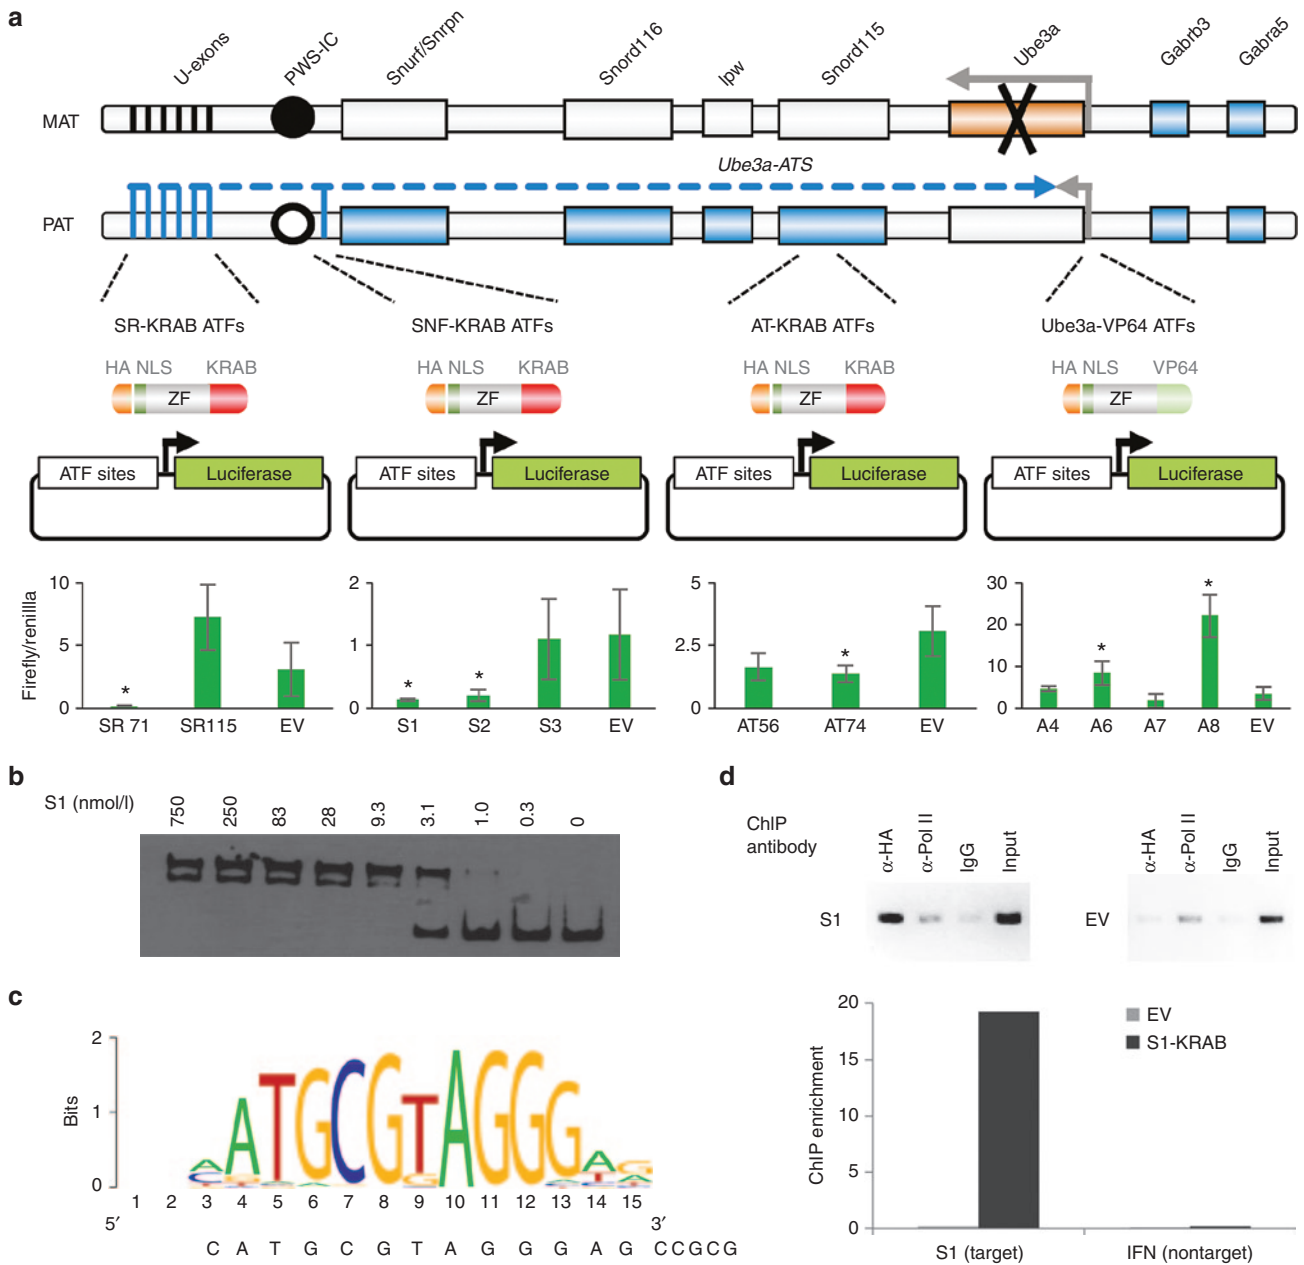 a
U-exons PWS-IC Snurf/Snrpn Snord116 Ipw Snord115 Ube3a Gabrb3 Gabra5
MAT
Ube3a-ATS
PAT
SR-KRAB ATFs SNF-KRAB ATFs AT-KRAB ATFs Ube3a-VP64 ATFs
HA NLS KRAB HA NLS KRAB HA NLS KRAB HA NLS VP64
ZF ZF ZF ZF
ATF sites Luciferase ATF sites Luciferase ATF sites Luciferase ATF sites Luciferase
Firefly/renillla
10 5 0
* SR 71 SR115 EV
2 1 0
* * S1 S2 S3 EV
5 2.5 0
* AT56 AT74 EV
30 20 10 0
* * A4 A6 A7 A8 EV
b
S1 (nmol/l) 750 250 83 28 9.3 3.1 1.0 0.3 0
c
Bits
2
1
0
A A T G C G T A G G G A G
1 2 3 4 5 6 7 8 9 10 11 12 13 14 15
5′ 3′
C A T G C G T A G G G A G C C G C G
d
ChIP antibody
α-HA α-Pol II IgG Input
S1
α-HA α-Pol II IgG Input
EV
ChIP enrichment
20
15
10
5
0
EV
S1-KRAB
S1 (target) IFN (nontarget)